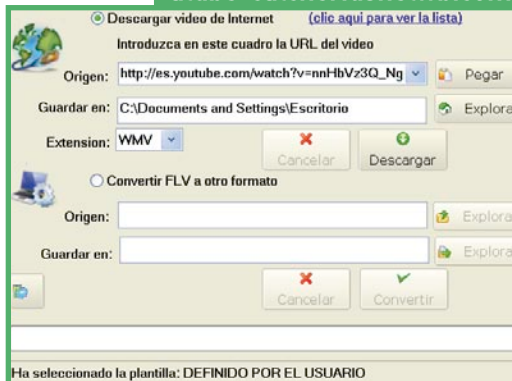 Descargar video de Internet (clic aqui para ver la lista)
Introduzca en este cuadro la URL del video
Origen: http://es.youtube.com/watch?v=nnHbVz3Q_Ng Pegar
Guardar en: C:\Documents and Settings\Escritorio Explora
Extension: WMV Cancelar Descargar
Convertir FLV a otro formato
Origen: Explora
Guardar en: Explora
Cancelar Convertir
Ha seleccionado la plantilla: DEFINIDO POR EL USUARIO